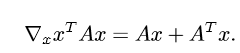 ∇ₓxᵀAx = Ax + Aᵀx.